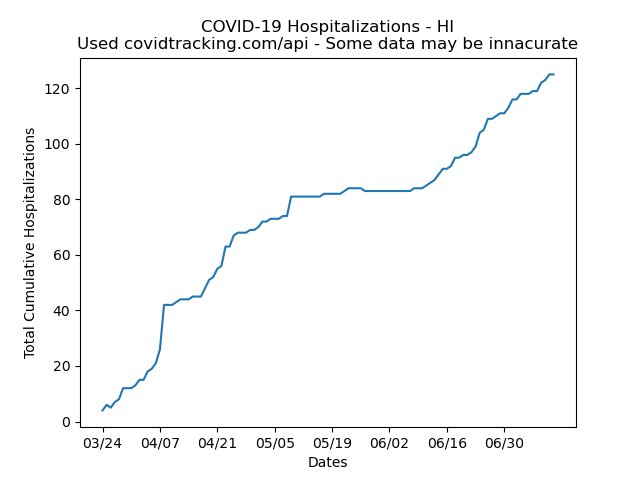 COVID-19 Hospitalizations - HI
Used covidtracking.com/api - Some data may be innacurate
Total Cumulative Hospitalizations
120
100
80
60
40
20
0
03/24 04/07 04/21 05/05 05/19 06/02 06/16 06/30
Dates